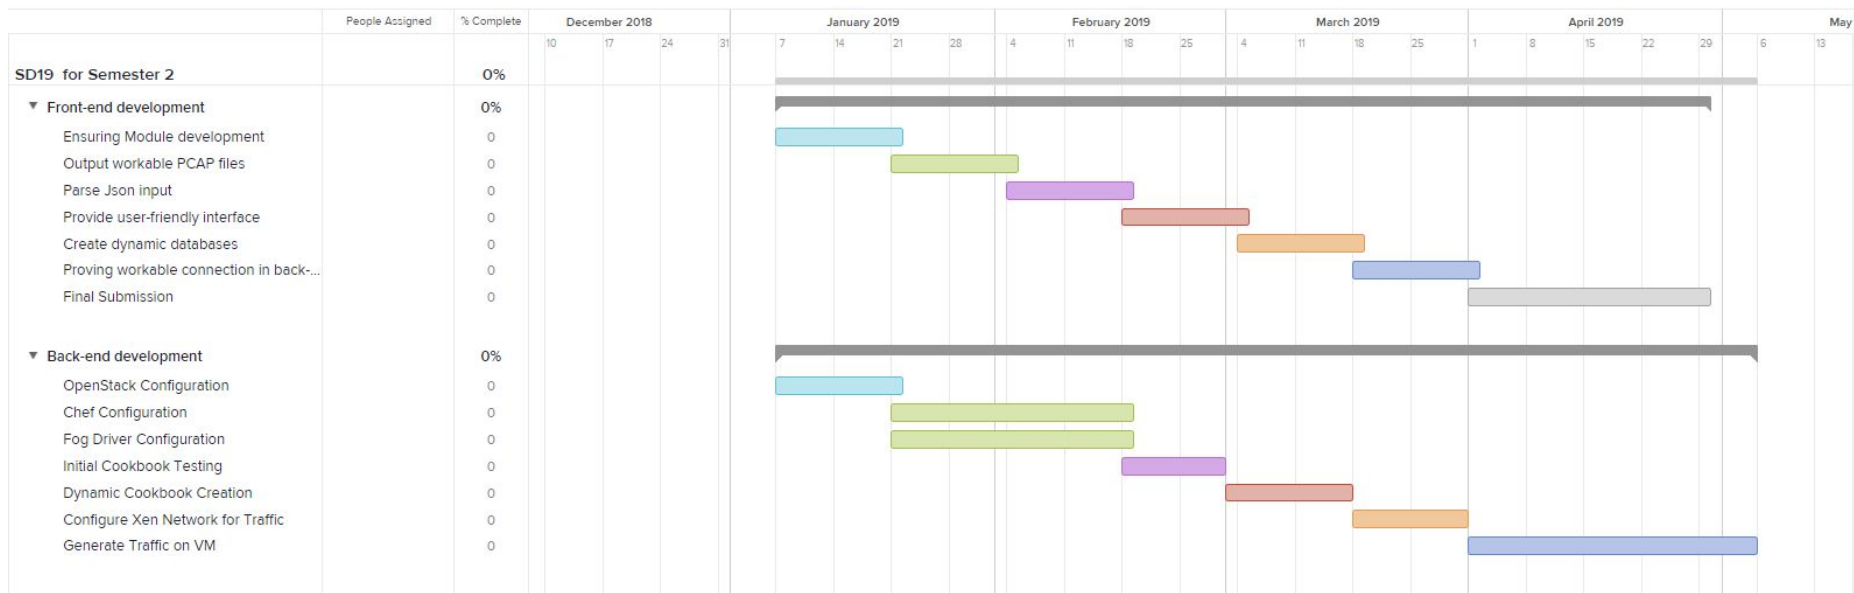 People Assigned % Complete December 2018 January 2019 February 2019 March 2019 April 2019 May
10 17 24 31 7 14 21 28 4 11 18 25 4 11 18 25 1 8 15 22 29 6 13
SD19 for Semester 2 0%
Front-end development 0%
Ensuring Module development 0
Output workable PCAP files 0
Parse Json input 0
Provide user-friendly interface 0
Create dynamic databases 0
Proving workable connection in back-... 0
Final Submission 0
Back-end development 0%
OpenStack Configuration 0
Chef Configuration 0
Fog Driver Configuration 0
Initial Cookbook Testing 0
Dynamic Cookbook Creation 0
Configure Xen Network for Traffic 0
Generate Traffic on VM 0